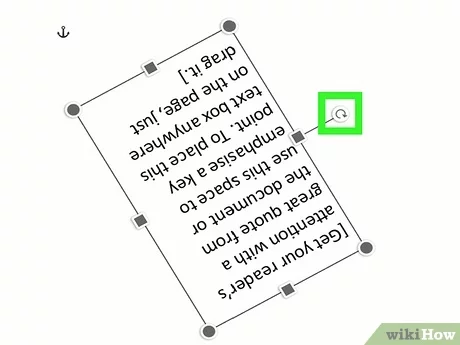 [Get your reader's
attention with a
great quote from
the document or
use this space to
emphasise a key
point. To place this
text box anywhere
on the page, just
drag it.]
wikiHow